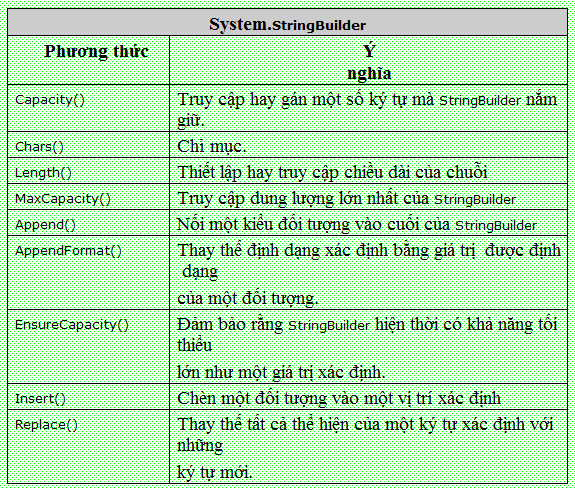 System.StringBuilder
Phương thức
Ý
nghĩa
Capacity()
Truy cập hay gán một số ký tự mà StringBuilder nắm
giữ.
Chars()
Chỉ mục.
Length()
Thiết lập hay truy cập chiều dài của chuỗi
MaxCapacity()
Truy cập dung lượng lớn nhất của StringBuilder
Append()
Nối một kiểu đối tượng vào cuối của StringBuilder
AppendFormat()
Thay thế định dạng xác định bằng giá trị được định
dạng
của một đối tượng.
EnsureCapacity()
Đảm bảo rằng StringBuilder hiện thời có khả năng tối
thiểu
lớn như một giá trị xác định.
Insert()
Chèn một đối tượng vào một vị trí xác định
Replace()
Thay thế tất cả thể hiện của một ký tự xác định với
những
ký tự mới.